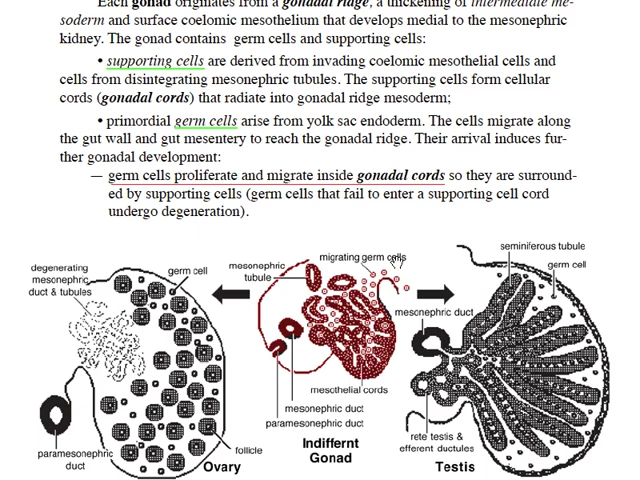 Each gonad originates from a gonadal ridge, a thickening of intermediate me-
soderm and surface coelomic mesothelium that develops medial to the mesonephric
kidney. The gonad contains germ cells and supporting cells:
• supporting cells are derived from invading coelomic mesothelial cells and
cells from disintegrating mesonephric tubules. The supporting cells form cellular
cords (gonadal cords) that radiate into gonadal ridge mesoderm;
• primordial germ cells arise from yolk sac endoderm. The cells migrate along
the gut wall and gut mesentery to reach the gonadal ridge. Their arrival induces fur-
ther gonadal development:
— germ cells proliferate and migrate inside gonadal cords so they are surround-
ed by supporting cells (germ cells that fail to enter a supporting cell cord
undergo degeneration).
degenerating
mesonephric
duct & tubules
germ cell
paramesonephric
duct
follicle
Ovary
mesonephric
tubule
migrating germ cells
mesothelial cords
mesonephric duct
paramesonephric duct
Indiffernt
Gonad
seminiferous tubule
germ cell
mesonephric duct
rete testis &
efferent ductules
Testis